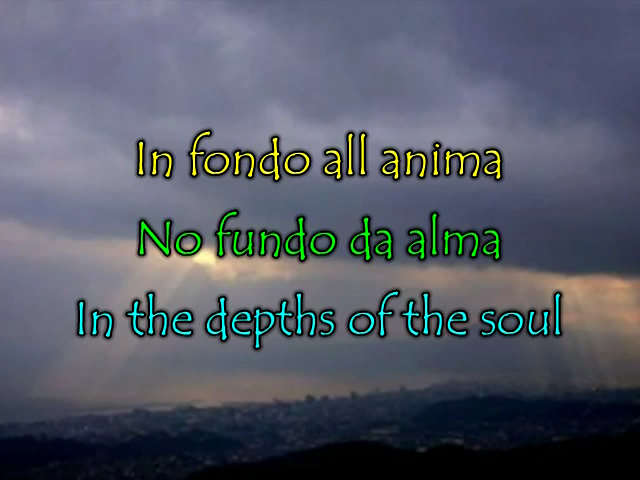 In fondo all anima
No fundo da alma
In the depths of the soul